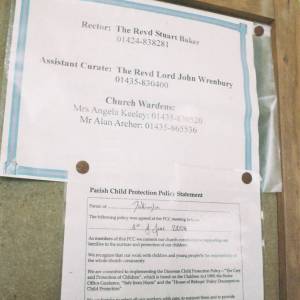 Rector: The Revd Stuart Baker
01424-838281
Assistant Curate: The Revd Lord John Wrenbury
01435-830400
Church Wardens:
Mrs Angela Keeley: 01435-830520
Mr Alan Archer: 01435-865536
Parish Child Protection Policy Statement
Parish of
The following policy was agreed at the PCC meeting
As members of this PCC we commit our church community to supporting
families in the nurture and protection of our children.
We recognise that our work with children and young people is the responsibility of
the whole church community.
We are committed to implementing the Diocesan Child Protection Policy – "The Care
and Protection of Children", which is based on the Children Act 1989, the Home
Office Guidance, "Safe from Harm" and the "House of Bishops' Policy Document on
Child Protection".